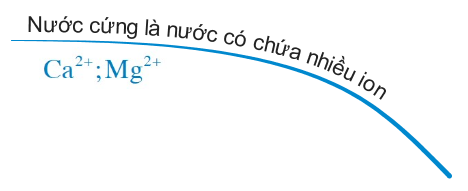 Nước cứng là nước có chứa nhiều ion
Ca²⁺;Mg²⁺